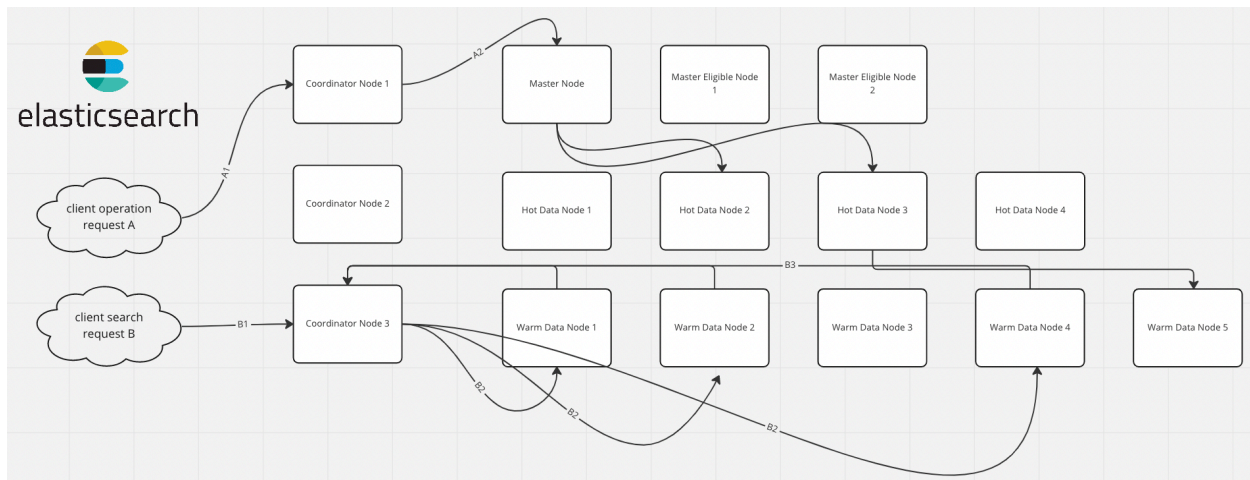 elasticsearch
client operation
request A
client search
request B
A1
B1
Coordinator Node 1
Coordinator Node 2
Coordinator Node 3
A2
Master Node
Master Eligible Node
1
Master Eligible Node
2
Hot Data Node 1
Hot Data Node 2
Hot Data Node 3
Hot Data Node 4
B3
Warm Data Node 1
Warm Data Node 2
Warm Data Node 3
Warm Data Node 4
Warm Data Node 5
B2
B2
B2